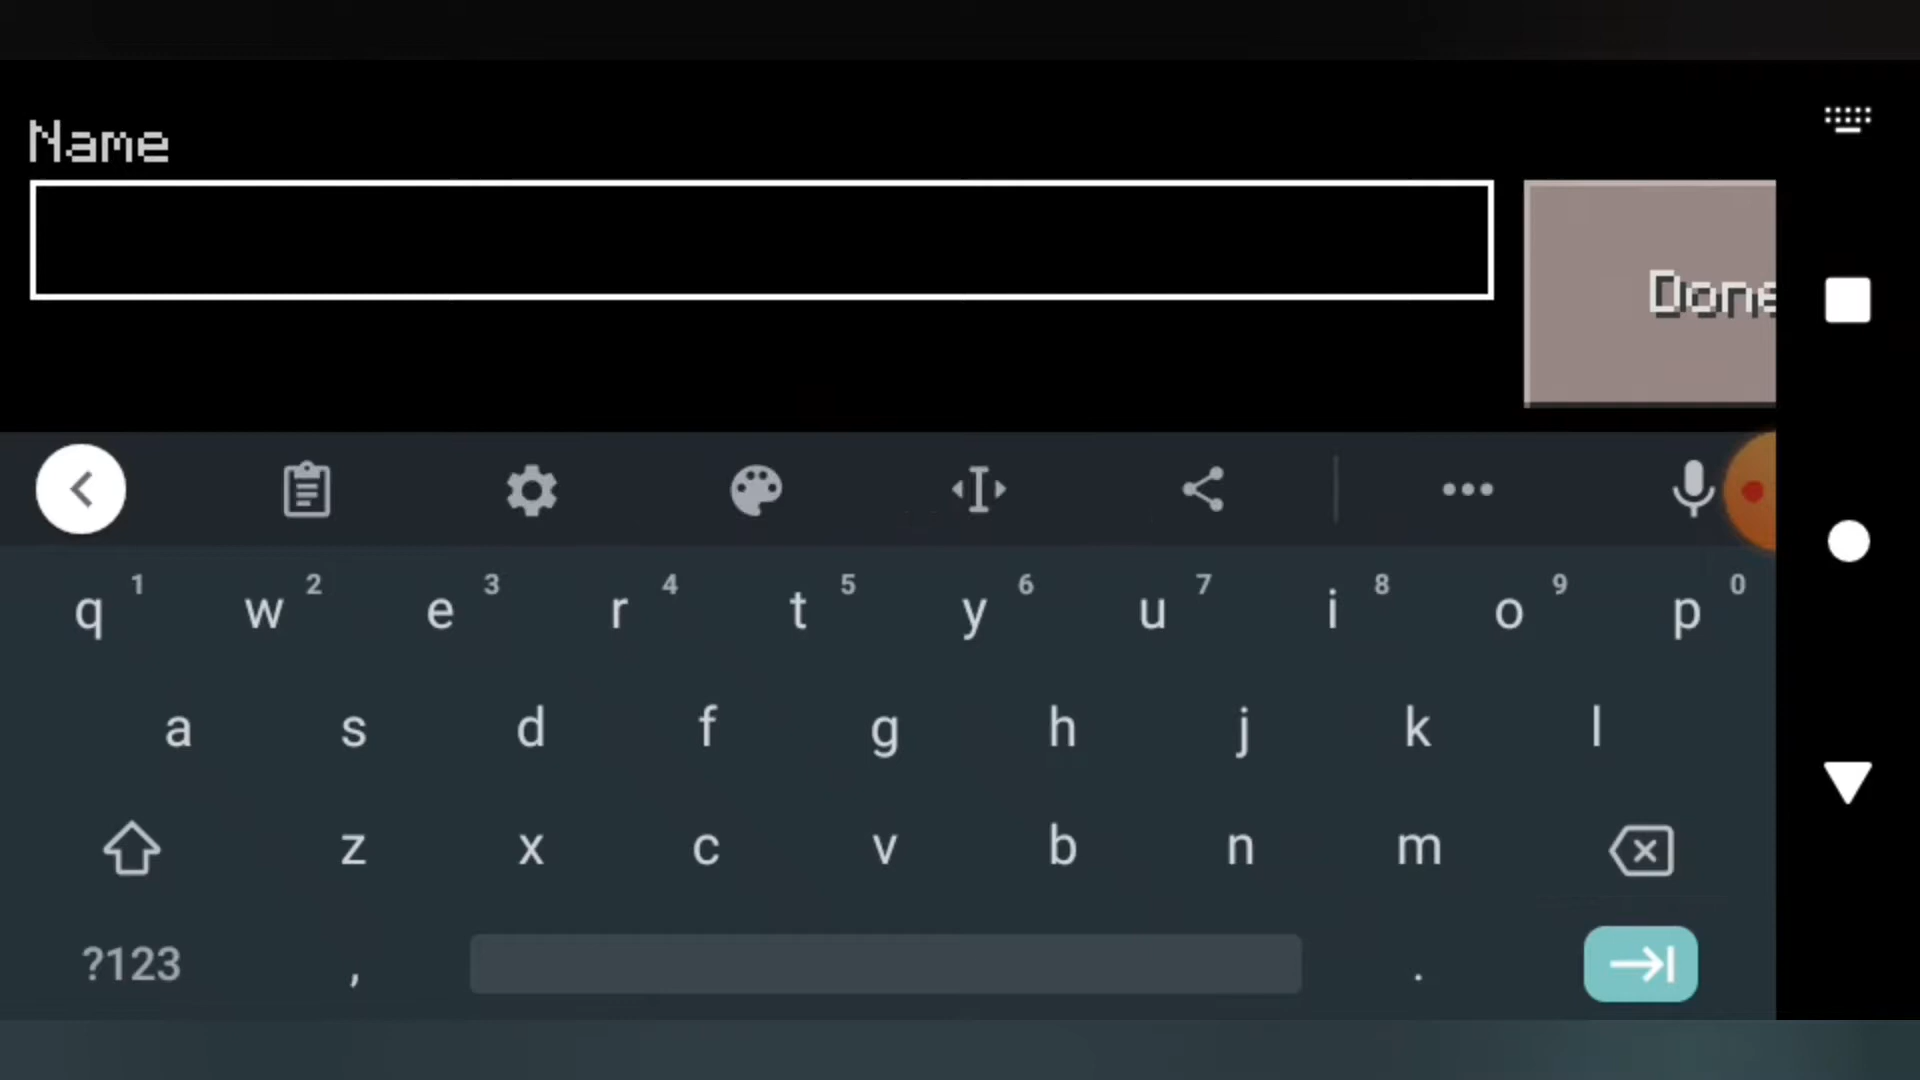 Name
Done
q 1 w 2 e 3 r 4 t 5 y 6 u 7 i 8 o 9 p 0
a s d f g h j k l
z x c v b n m
?123 , .